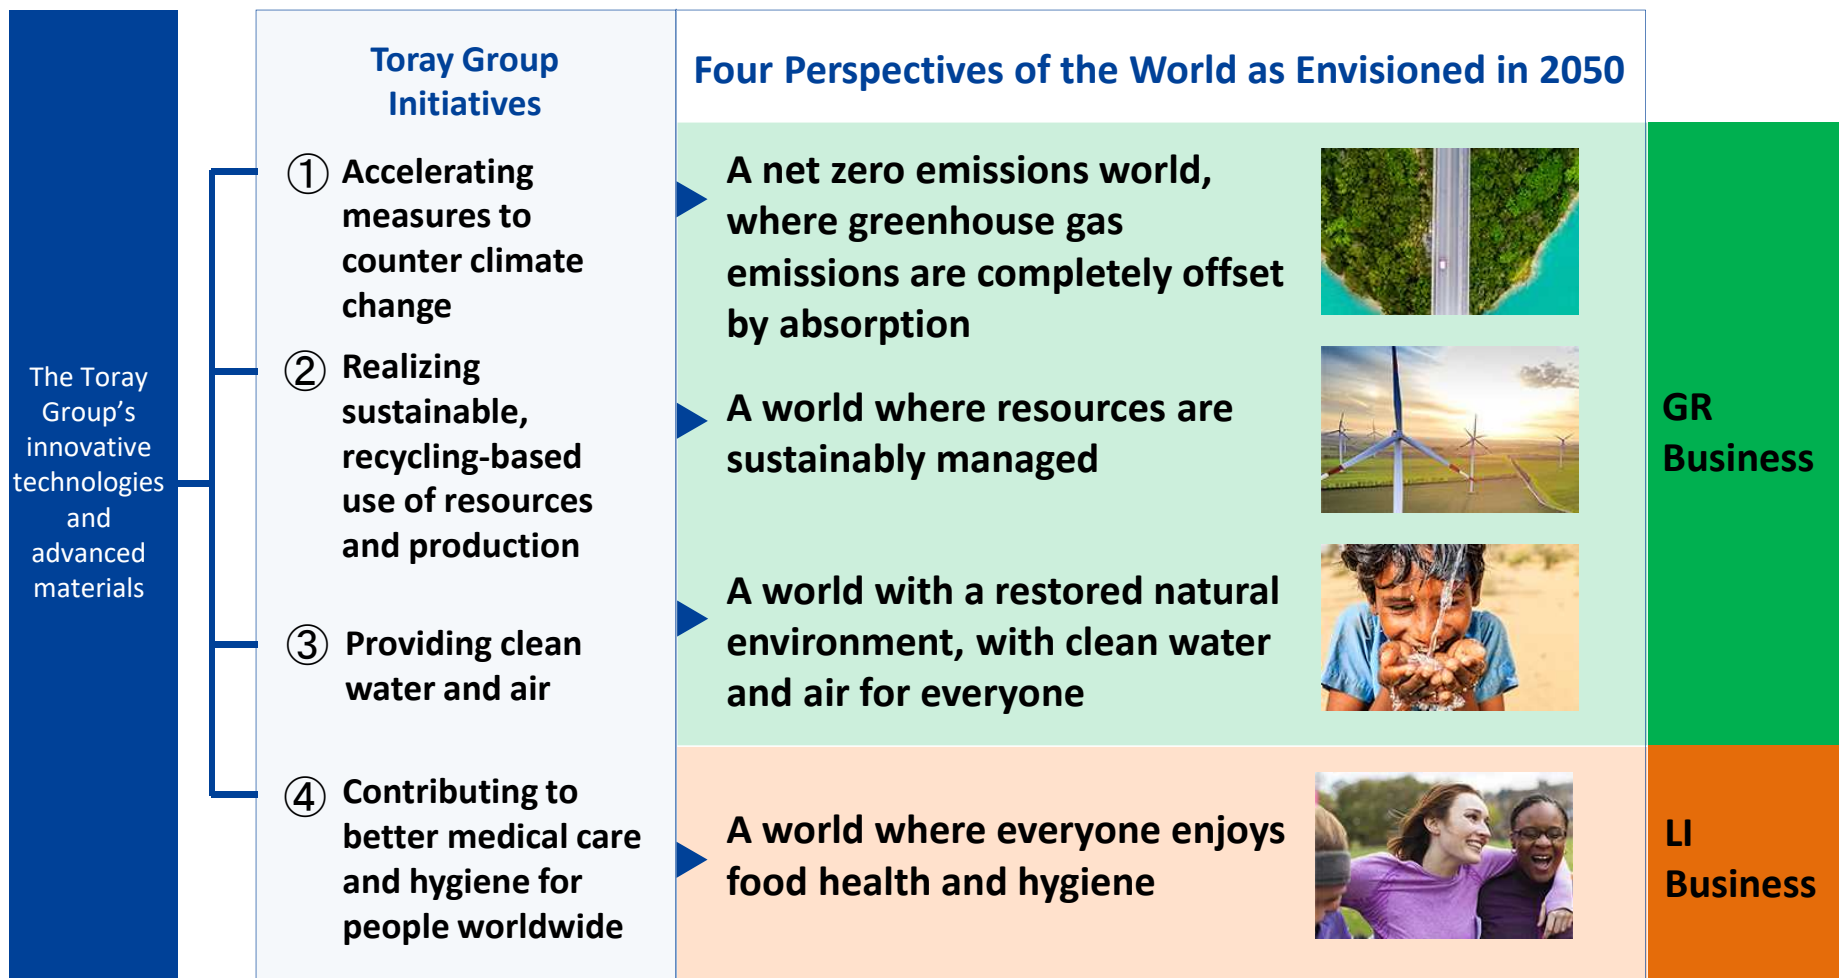 The Toray
Group’s
innovative
technologies
and
advanced
materials
Toray Group
Initiatives
① Accelerating
measures to
counter climate
change
② Realizing
sustainable,
recycling-based
use of resources
and production
③ Providing clean
water and air
④ Contributing to
better medical care
and hygiene for
people worldwide
Four Perspectives of the World as Envisioned in 2050
A net zero emissions world,
where greenhouse gas
emissions are completely offset
by absorption
A world where resources are
sustainably managed
A world with a restored natural
environment, with clean water
and air for everyone
A world where everyone enjoys
food health and hygiene
GR
Business
LI
Business